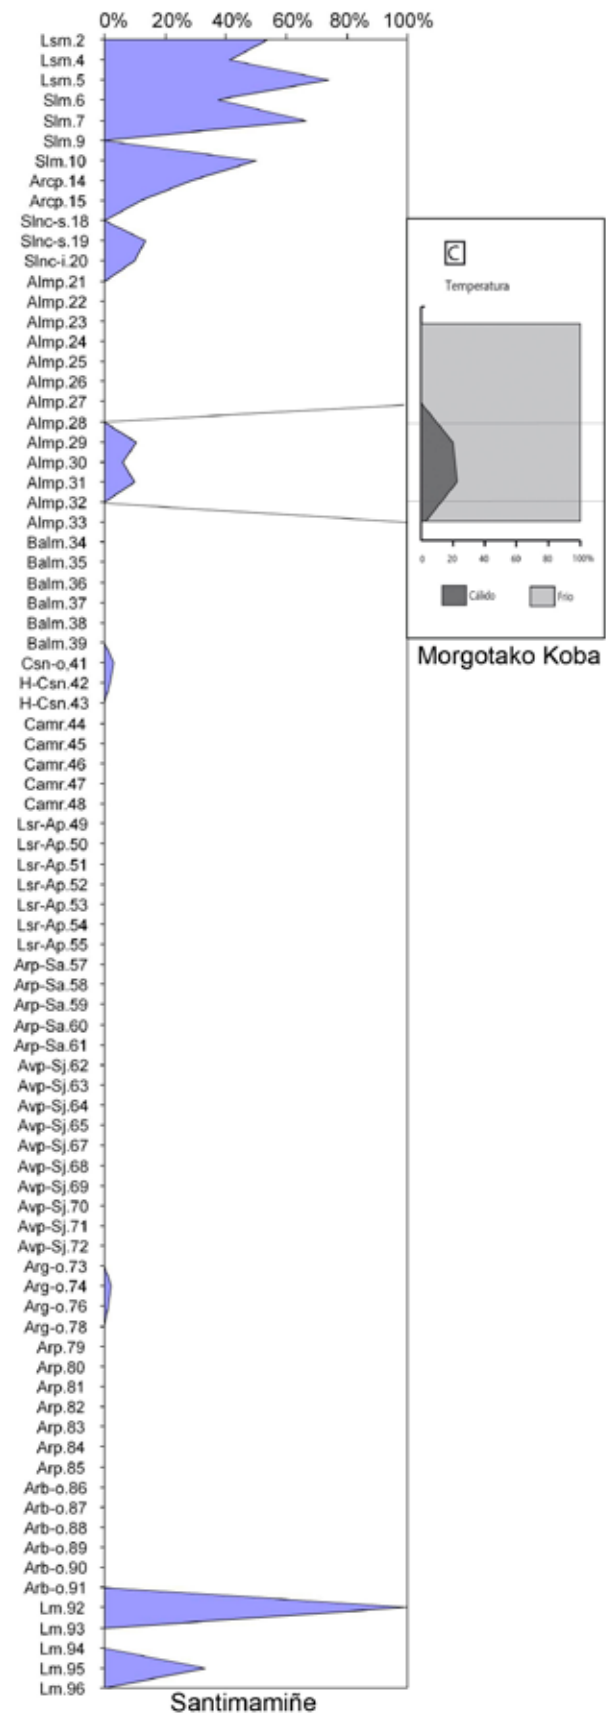 0% 20% 40% 60% 80% 100%
Lsm.2
Lsm.4
Lsm.5
Slm.6
Slm.7
Slm.9
Slm.10
Arcp.14
Arcp.15
Slnc-s.18
Slnc-s.19
Slnc-i.20
Almp.21
Almp.22
Almp.23
Almp.24
Almp.25
Almp.26
Almp.27
Almp.28
Almp.29
Almp.30
Almp.31
Almp.32
Almp.33
Balm.34
Balm.35
Balm.36
Balm.37
Balm.38
Balm.39
Csn-o,41
H-Csn.42
H-Csn.43
Camr.44
Camr.45
Camr.46
Camr.47
Camr.48
Lsr-Ap.49
Lsr-Ap.50
Lsr-Ap.51
Lsr-Ap.52
Lsr-Ap.53
Lsr-Ap.54
Lsr-Ap.55
Arp-Sa.57
Arp-Sa.58
Arp-Sa.59
Arp-Sa.60
Arp-Sa.61
Avp-Sj.62
Avp-Sj.63
Avp-Sj.64
Avp-Sj.65
Avp-Sj.67
Avp-Sj.68
Avp-Sj.69
Avp-Sj.70
Avp-Sj.71
Avp-Sj.72
Arg-o.73
Arg-o.74
Arg-o.76
Arg-o.78
Arp.79
Arp.80
Arp.81
Arp.82
Arp.83
Arp.84
Arp.85
Arb-o.86
Arb-o.87
Arb-o.88
Arb-o.89
Arb-o.90
Arb-o.91
Lm.92
Lm.93
Lm.94
Lm.95
Lm.96
Santimamiñe
C
Temperatura
0 20 40 60 80 100%
Cálido Frio
Morgotako Koba